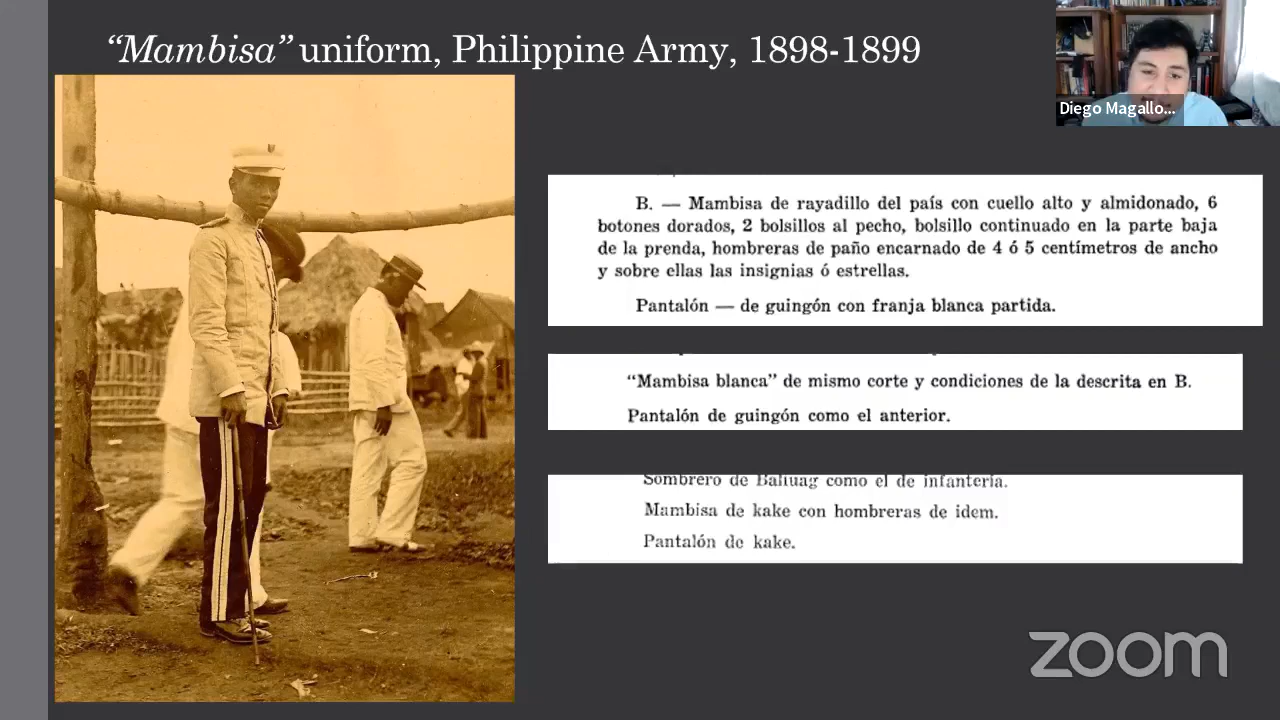 “Mambisa” uniform, Philippine Army, 1898-1899
Diego Magallo...
B. — Mambisa de rayadillo del país con cuello alto y almidonado, 6
botones dorados, 2 bolsillos al pecho, bolsillo continuado en la parte baja
de la prenda, hombreras de paño encarnado de 4 ó 5 centímetros de ancho
y sobre ellas las insignias ó estrellas.
Pantalón — de guingón con franja blanca partida.
“Mambisa blanca” de mismo corte y condiciones de la descrita en B.
Pantalón de guingón como el anterior.
Sombrero de Baliuag como el de infantería.
Mambisa de kake con hombreras de idem.
Pantalón de kake.
zoom